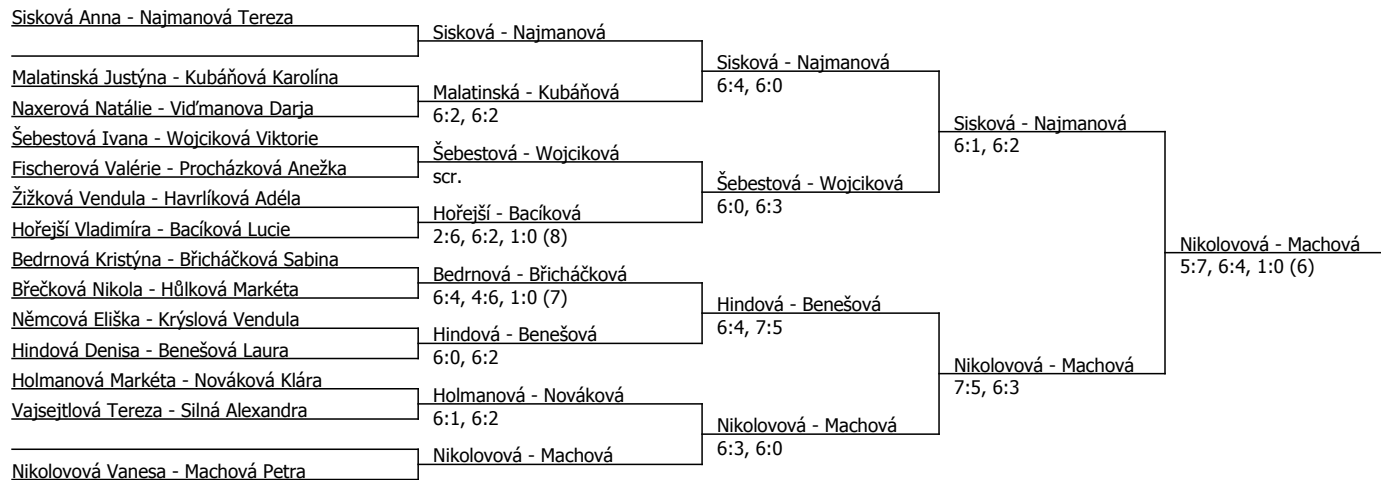 Sisková Anna - Najmanová Tereza
Malatinská Justýna - Kubáňová Karolína
Naxerová Natálie - Viďmanova Darja
Šebestová Ivana - Wojciková Viktorie
Fischerová Valérie - Procházková Anežka
Žižková Vendula - Havrlíková Adéla
Hořejší Vladimíra - Bacíková Lucie
Bedrnová Kristýna - Břicháčková Sabina
Břečková Nikola - Hůlková Markéta
Němcová Eliška - Krýslová Vendula
Hindová Denisa - Benešová Laura
Holmanová Markéta - Nováková Klára
Vajsejtlová Tereza - Silná Alexandra
Nikolovová Vanesa - Machová Petra
Sisková - Najmanová
Malatinská - Kubáňová
6:2, 6:2
Šebestová - Wojciková
scr.
Hořejší - Bacíková
2:6, 6:2, 1:0 (8)
Bedrnová - Břicháčková
6:4, 4:6, 1:0 (7)
Hindová - Benešová
6:0, 6:2
Holmanová - Nováková
6:1, 6:2
Nikolovová - Machová
Sisková - Najmanová
6:4, 6:0
Šebestová - Wojciková
6:0, 6:3
Hindová - Benešová
6:4, 7:5
Nikolovová - Machová
6:3, 6:0
Sisková - Najmanová
6:1, 6:2
Nikolovová - Machová
7:5, 6:3
Nikolovová - Machová
5:7, 6:4, 1:0 (6)